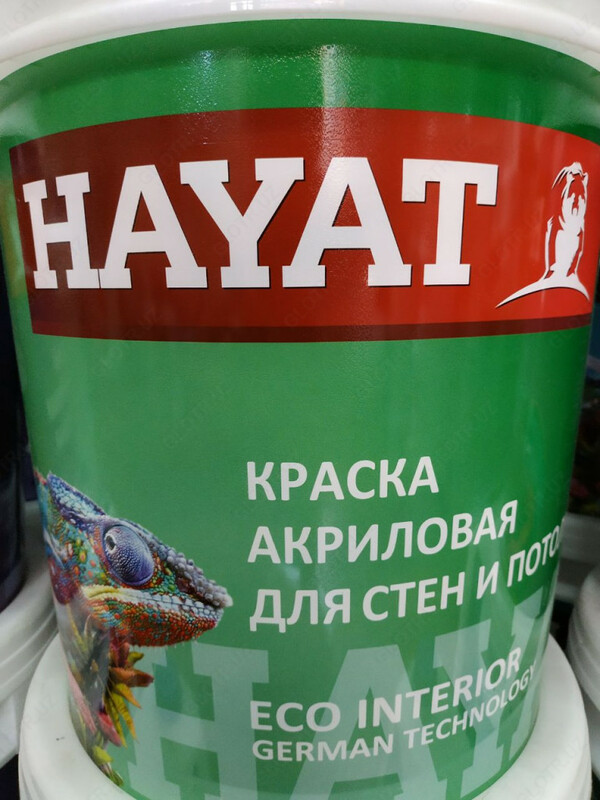 HAYAT
КРАСКА
АКРИЛОВАЯ
ДЛЯ СТЕН И
ECO INTERIOR
GERMAN TECHNOLOGY